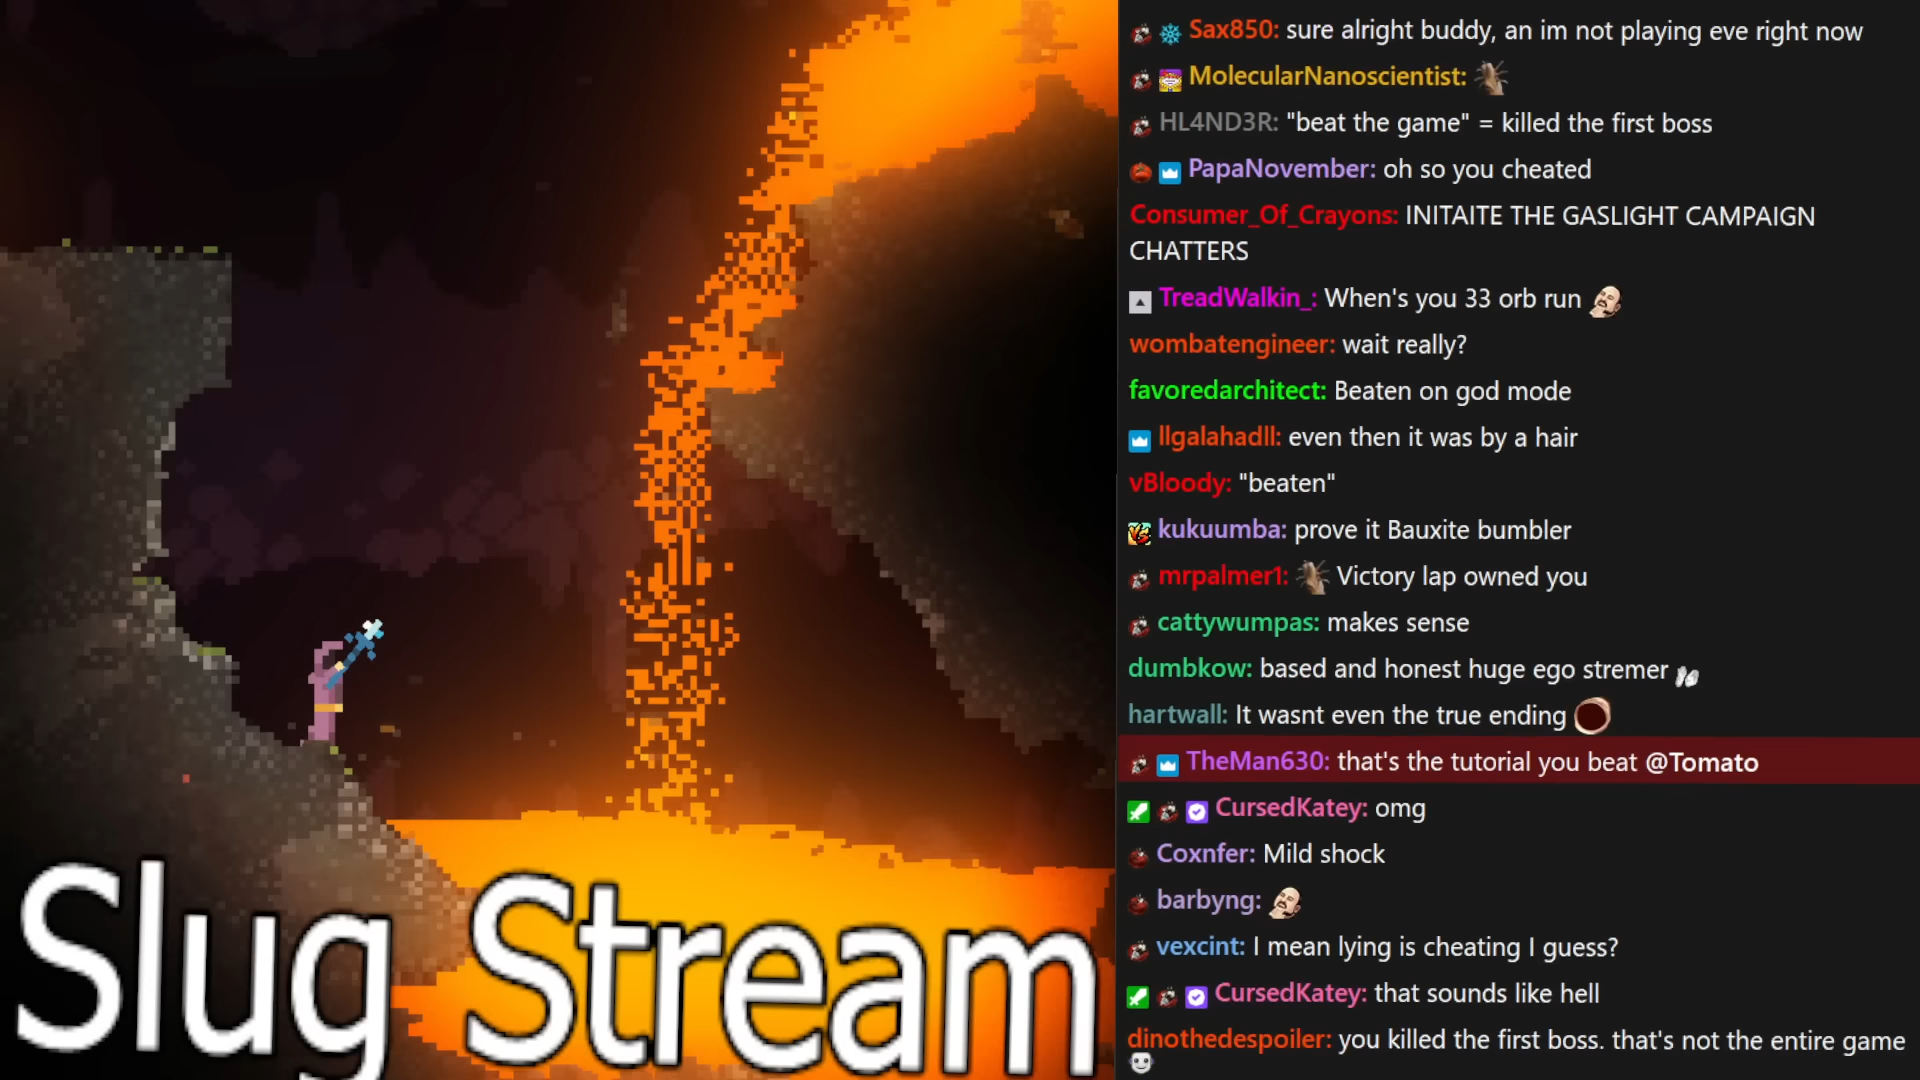 Sax850: sure alright buddy, an im not playing eve right now
MolecularNanoscientist:
HL4ND3R: "beat the game" = killed the first boss
PapaNovember: oh so you cheated
Consumer_Of_Crayons: INITAITE THE GASLIGHT CAMPAIGN
CHATTERS
TreadWalkin_: When's you 33 orb run
wombatengineer: wait really?
favoredarchitect: Beaten on god mode
llgalahadll: even then it was by a hair
vBloody: "beaten"
kukuumba: prove it Bauxite bumbler
mrpalmer1: Victory lap owned you
cattywumpas: makes sense
dumbkow: based and honest huge ego stremer
hartwall: It wasnt even the true ending
TheMan630: that's the tutorial you beat @Tomato
CursedKatey: omg
Coxnfer: Mild shock
barbyng:
vexcint: I mean lying is cheating I guess?
CursedKatey: that sounds like hell
dinothedespoiler: you killed the first boss. that's not the entire game
Slug Stream